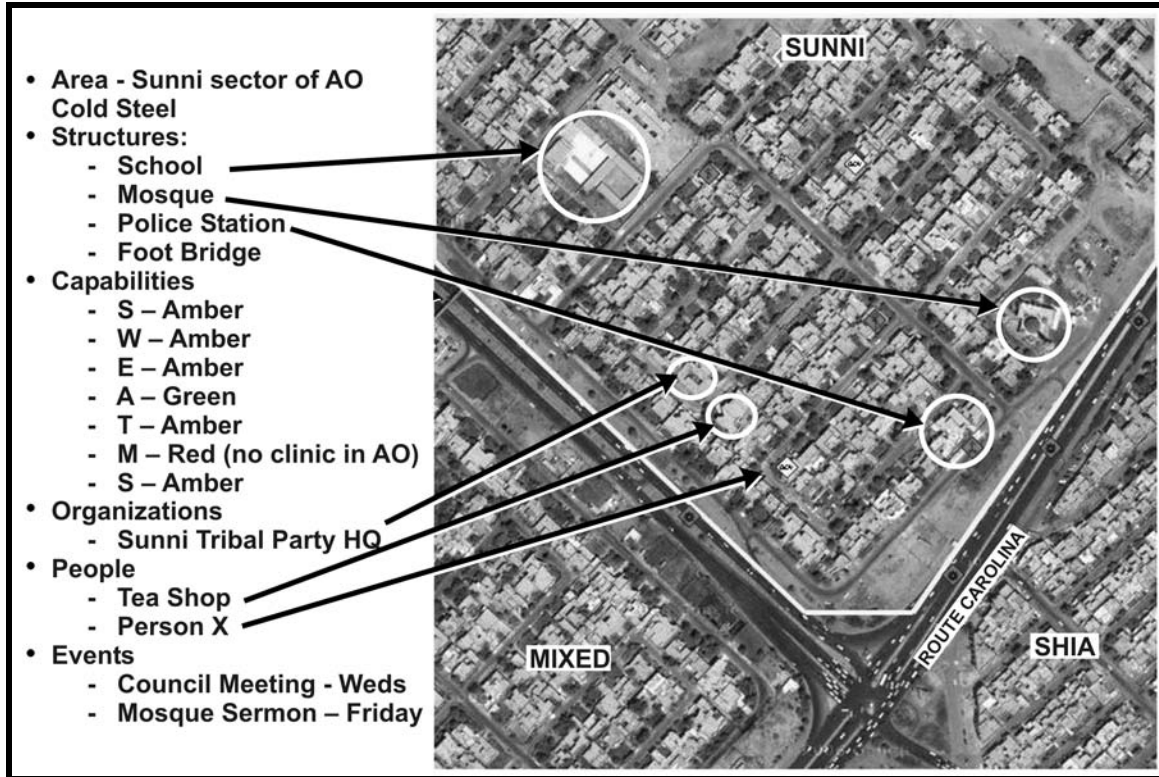 • Area - Sunni sector of AO
Cold Steel
• Structures:
- School
- Mosque
- Police Station
- Foot Bridge
• Capabilities
- S – Amber
- W – Amber
- E – Amber
- A – Green
- T – Amber
- M – Red (no clinic in AO)
- S – Amber
• Organizations
- Sunni Tribal Party HQ
• People
- Tea Shop
- Person X
• Events
- Council Meeting - Weds
- Mosque Sermon – Friday
SUNNI
MIXED
ROUTE CAROLINA
SHIA